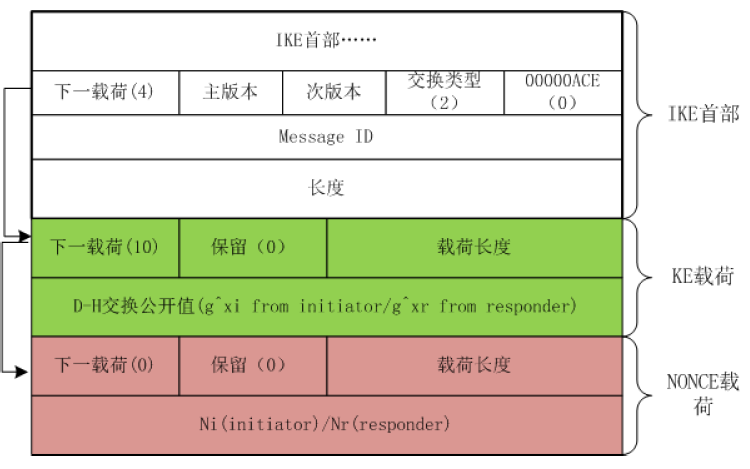 IKE首部……
下一载荷(4)
主版本
次版本
交换类型
（2）
00000ACE
（0）
Message ID
长度
IKE首部
下一载荷(10)
保留（0）
载荷长度
D-H交换公开值(g^xi from initiator/g^xr from responder)
KE载荷
下一载荷(0)
保留（0）
载荷长度
Ni(initiator)/Nr(responder)
NONCE载
荷